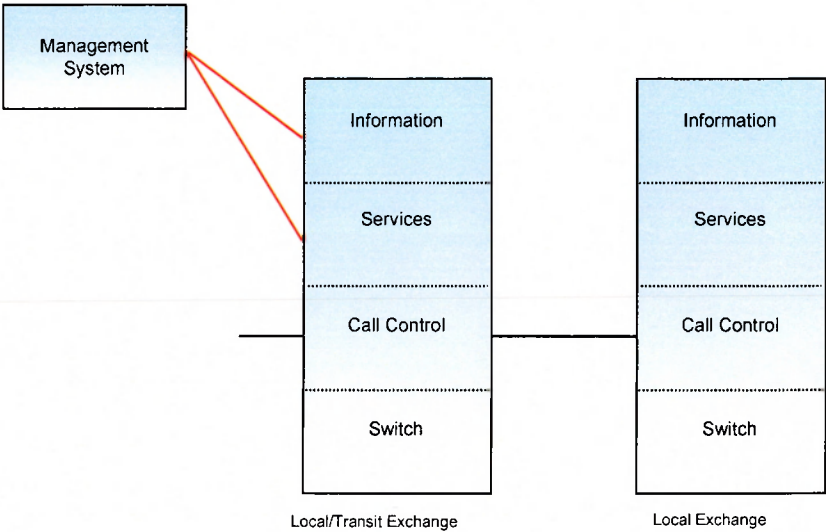 Management
System
Information
Services
Call Control
Switch
Local/Transit Exchange
Information
Services
Call Control
Switch
Local Exchange